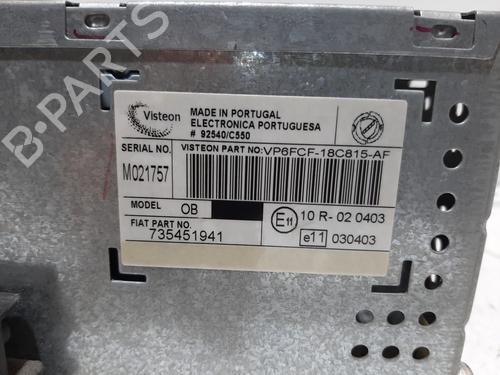 B-PARTS
Visteon
MADE IN PORTUGAL
ELECTRONICA PORTUGUESA
# 92540/C550
SERIAL NO.
VISTEON PART NO: VP6FCF-18C815-AF
M021757
MODEL OB
E11 10 R- 02 0403
FIAT PART NO.
735451941
e11 030403